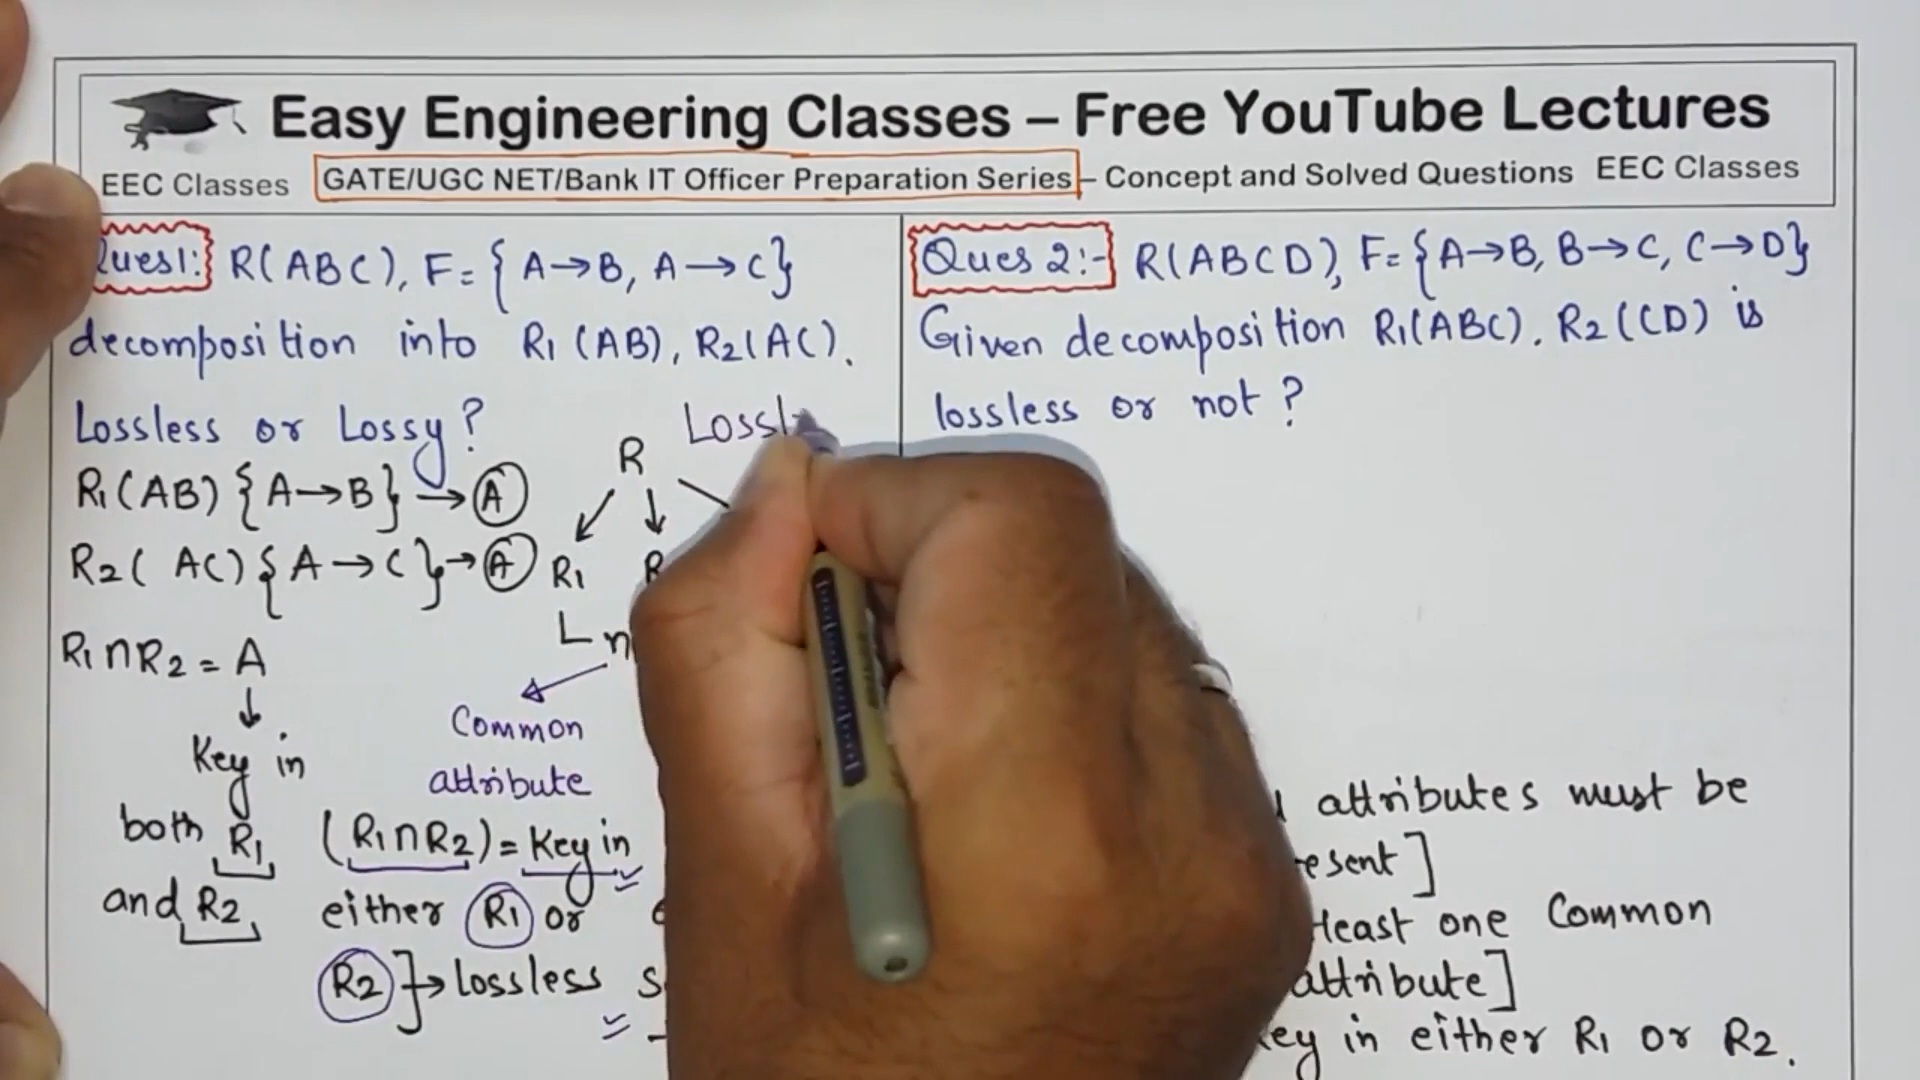 Easy Engineering Classes – Free YouTube Lectures
EEC Classes GATE/UGC NET/Bank IT Officer Preparation Series – Concept and Solved Questions EEC Classes
Ques1: R(ABC), F = { A→B, A→C}
decomposition into R1 (AB), R2(AC).
Lossless or Lossy?
R1(AB) {A→B} → A
R2( AC) { A→C} → A
R1∩R2 = A
↓
Key in
both R1
and R2
R
R1
Common
attribute
(R1∩R2) = Key in
either R1 or
R2 ]→ lossless
Ques 2:- R(ABCD), F= {A→B, B→C, C→D}
Given decomposition R1(ABC). R2(CD) is
lossless or not?
attributes must be
one Common
attribute]
in either R1 or R2.